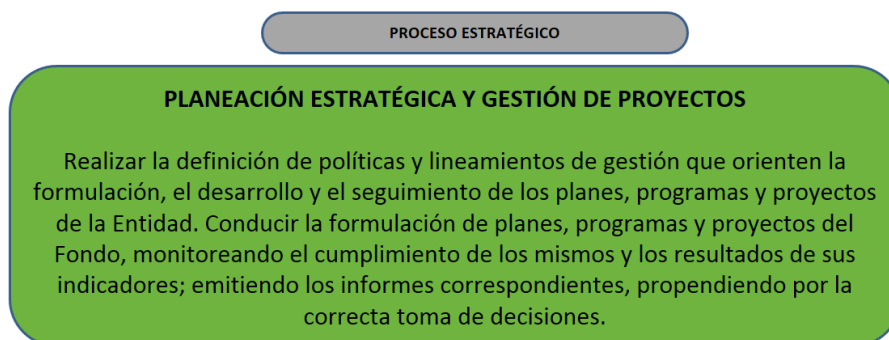 PROCESO ESTRATÉGICO
PLANEACIÓN ESTRATÉGICA Y GESTIÓN DE PROYECTOS
Realizar la definición de políticas y lineamientos de gestión que orienten la
formulación, el desarrollo y el seguimiento de los planes, programas y proyectos
de la Entidad. Conducir la formulación de planes, programas y proyectos del
Fondo, monitoreando el cumplimiento de los mismos y los resultados de sus
indicadores; emitiendo los informes correspondientes, propendiendo por la
correcta toma de decisiones.